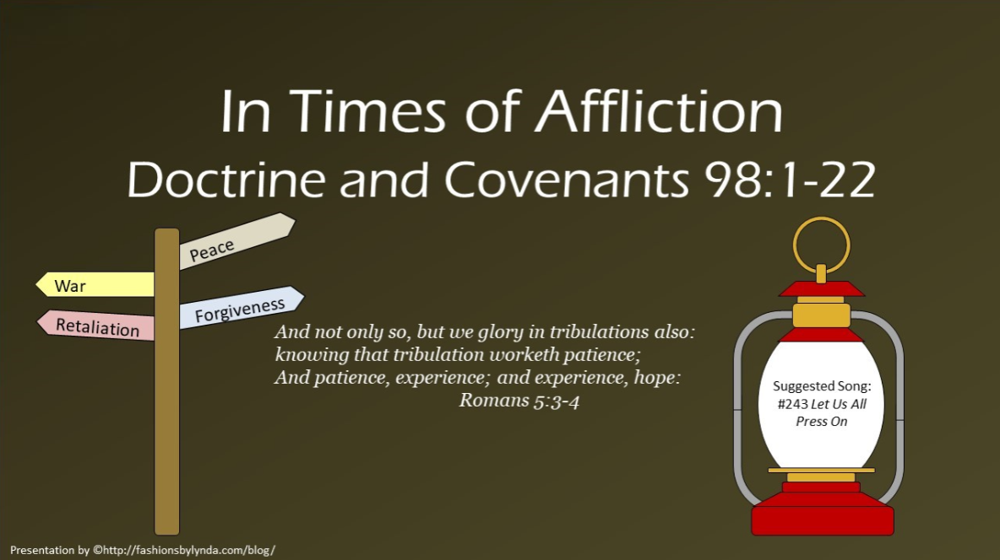 In Times of Affliction
Doctrine and Covenants 98:1-22
Peace
War
Forgiveness
Retaliation
And not only so, but we glory in tribulations also:
knowing that tribulation worketh patience;
And patience, experience; and experience, hope:
Romans 5:3-4
Suggested Song:
#243 Let Us All
Press On
Presentation by ©http://fashionsbylynda.com/blog/